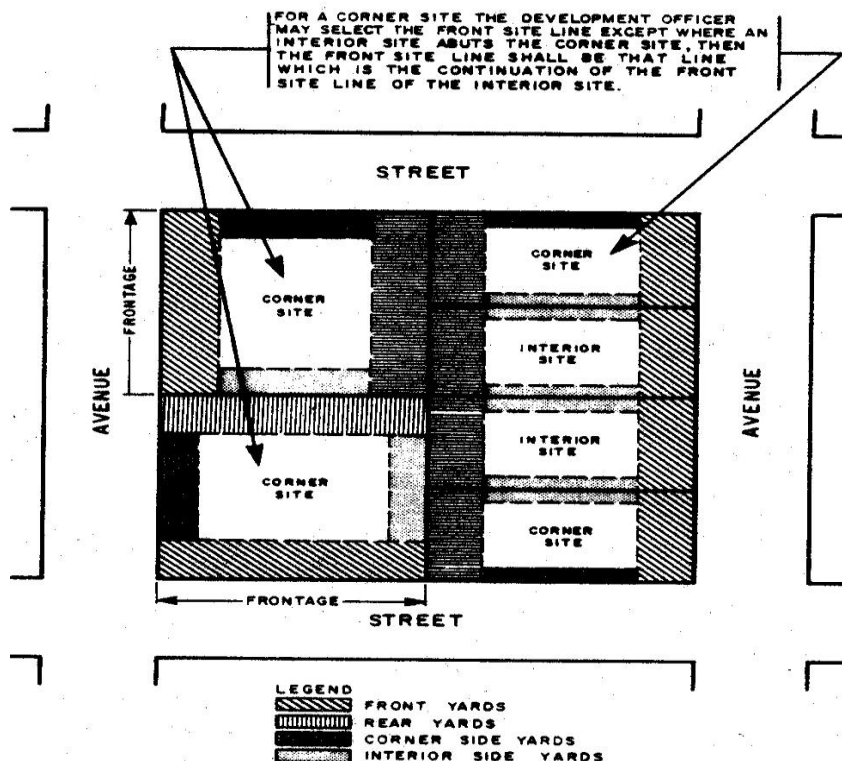 FOR A CORNER SITE THE DEVELOPMENT OFFICER
MAY SELECT THE FRONT SITE LINE EXCEPT WHERE AN
INTERIOR SITE ABUTS THE CORNER SITE, THEN
THE FRONT SITE LINE SHALL BE THAT LINE
WHICH IS THE CONTINUATION OF THE FRONT
SITE LINE OF THE INTERIOR SITE.
STREET
FRONTAGE
AVENUE
CORNER
SITE
CORNER
SITE
CORNER
SITE
INTERIOR
SITE
INTERIOR
SITE
CORNER
SITE
AVENUE
FRONTAGE
STREET
LEGEND
FRONT YARDS
REAR YARDS
CORNER SIDE YARDS
INTERIOR SIDE YARDS